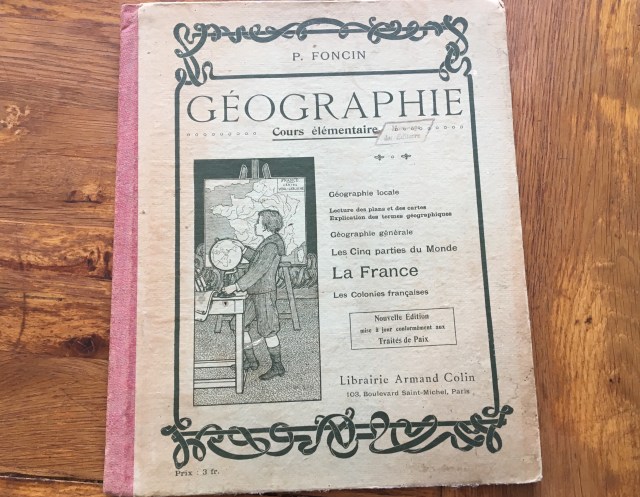 P. FONCIN
GÉOGRAPHIE
Cours élémentaire
Géographie locale
Lecture des plans et des cartes
Explication des termes géographiques
Géographie générale
Les Cinq parties du Monde
La France
Les Colonies françaises
Nouvelle Edition
mise à jour conformément aux
Traités de Paix
Librairie Armand Colin
103, Boulevard Saint-Michel, Paris
Prix : 3 fr.